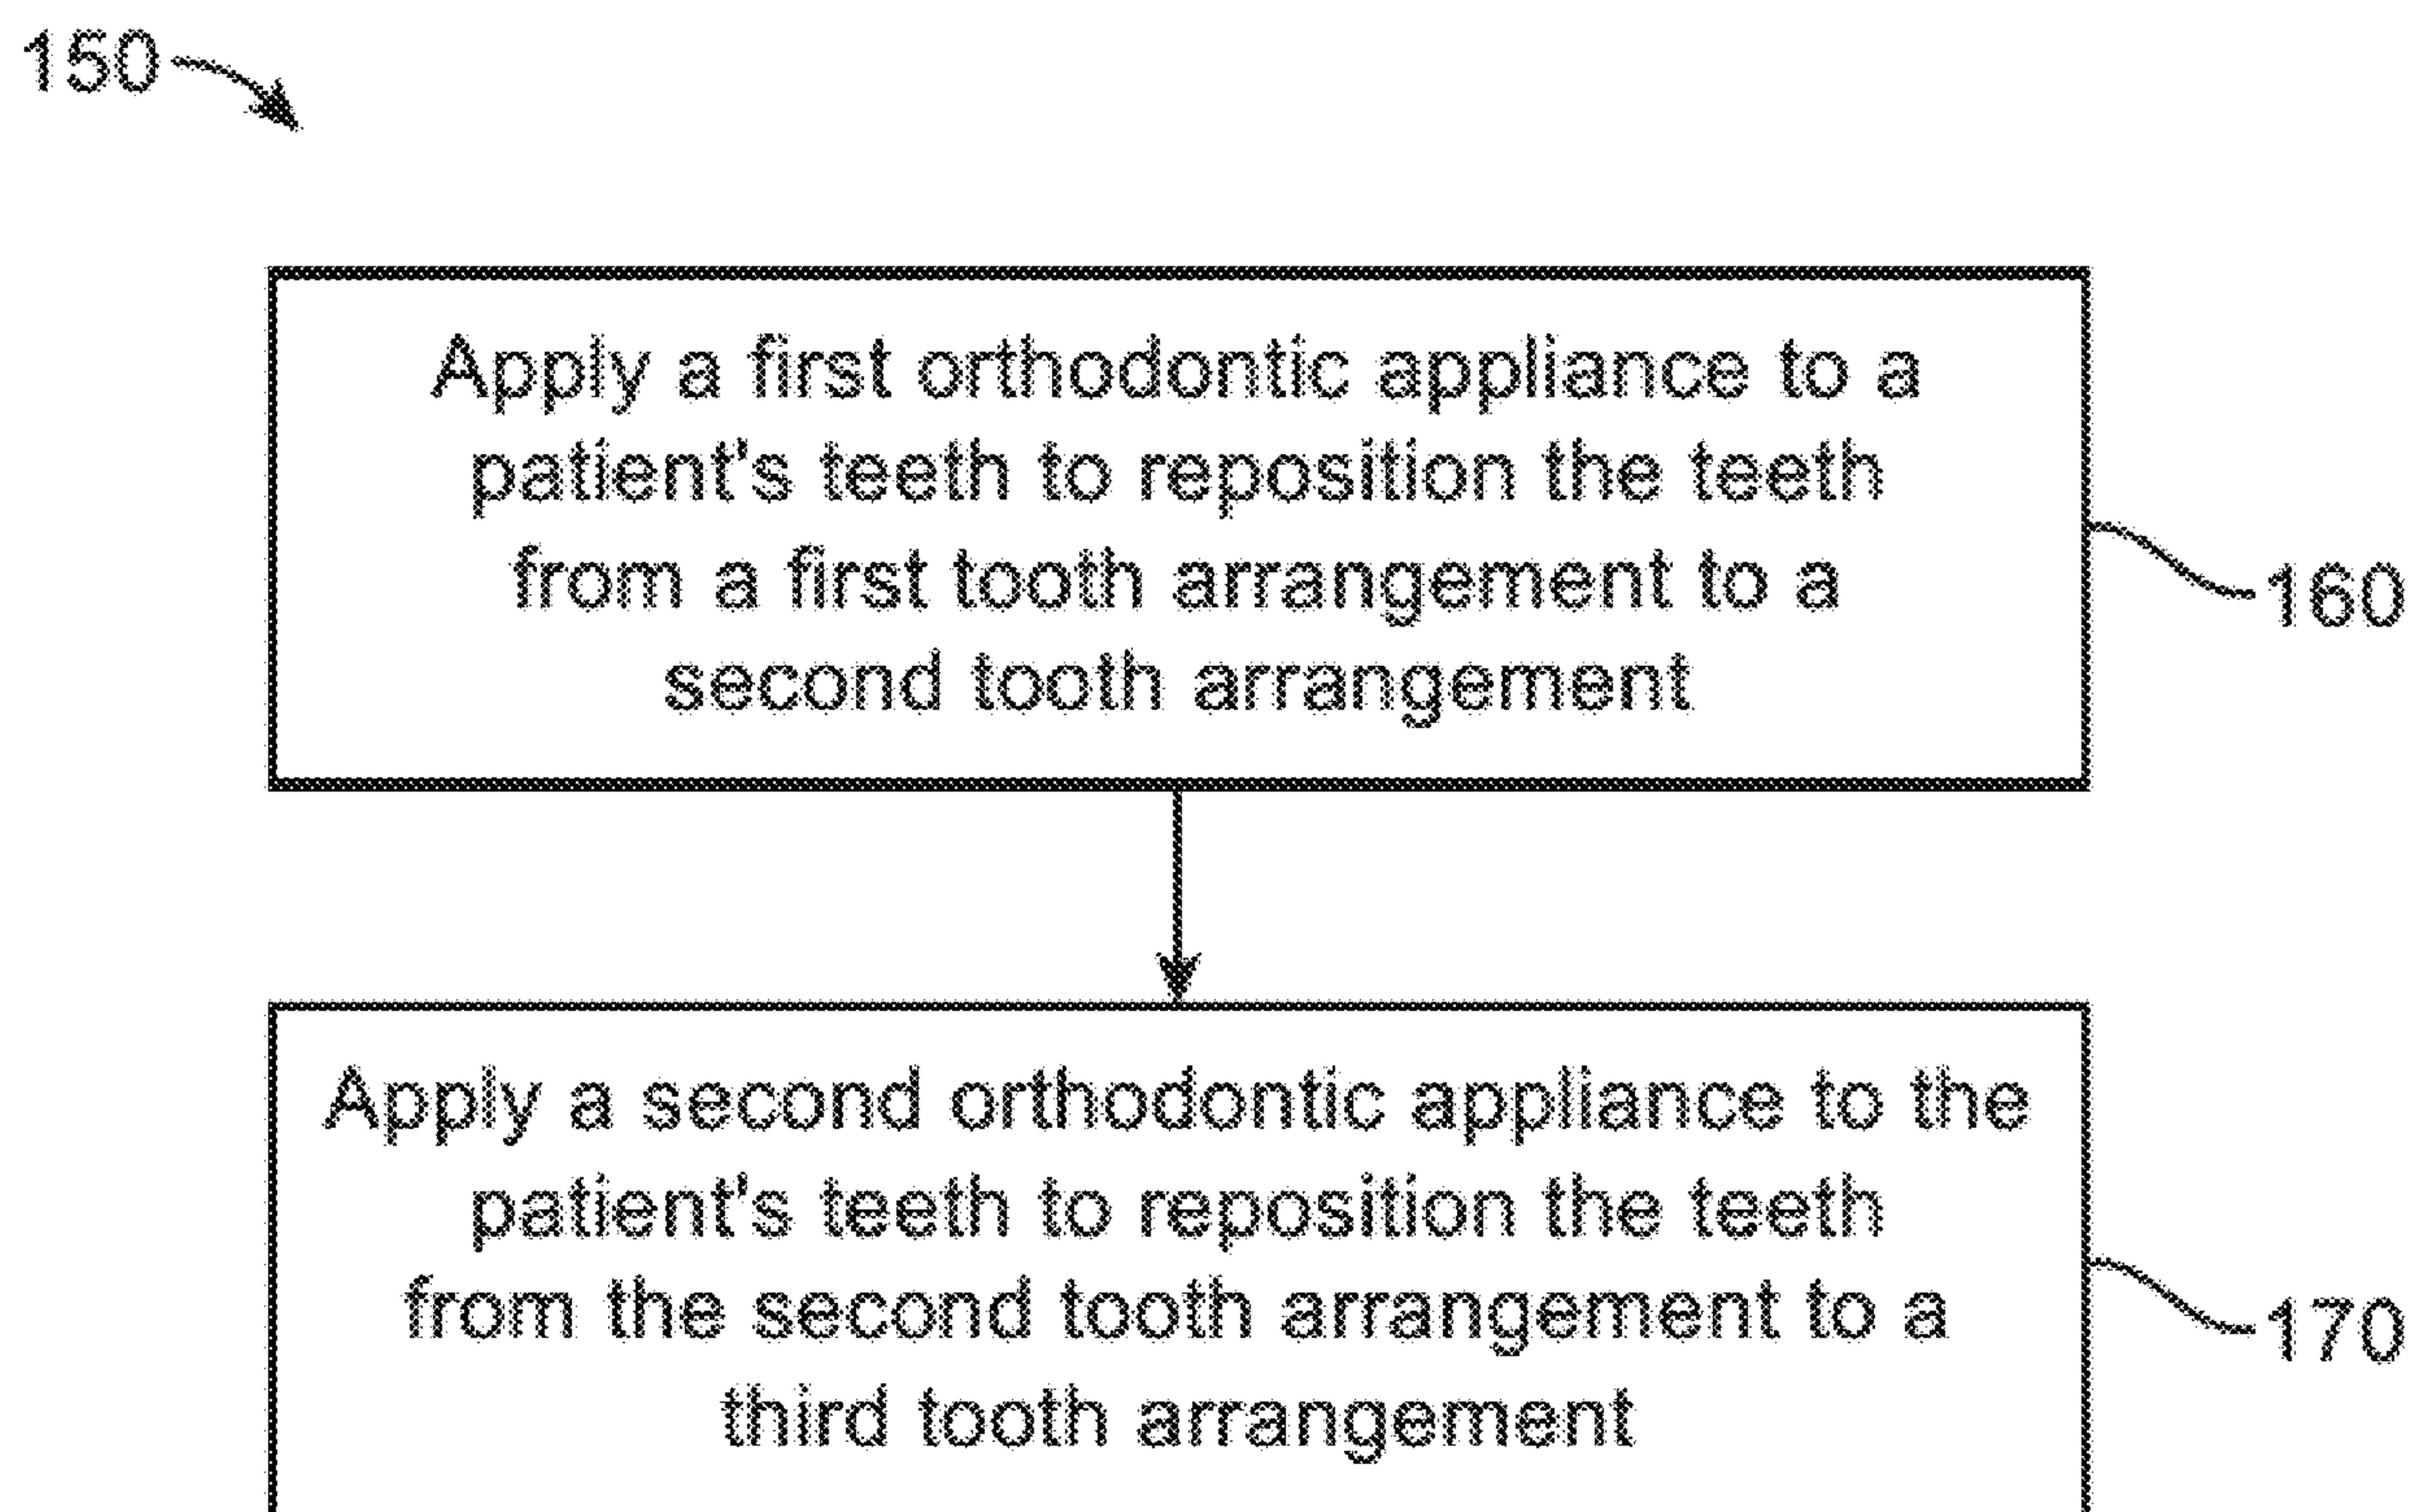 150
Apply a first orthodontic appliance to a
patient's teeth to reposition the teeth
from a first tooth arrangement to a
second tooth arrangement
160
Apply a second orthodontic appliance to the
patient's teeth to reposition the teeth
from the second tooth arrangement to a
third tooth arrangement
170